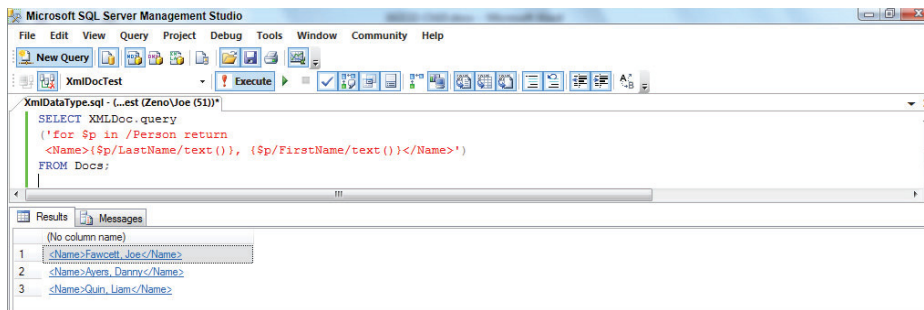 Microsoft SQL Server Management Studio
File Edit View Query Project Debug Tools Window Community Help
New Query
XmlDocTest Execute
XmlDataType.sql - (...est (Zeno\Joe (51))*
SELECT XMLDoc.query
('for $p in /Person return
<Name>{$p/LastName/text()}, {$p/FirstName/text()}</Name>')
FROM Docs;
Results Messages
(No column name)
1 <Name>Fawcett, Joe</Name>
2 <Name>Ayers, Danny</Name>
3 <Name>Quin, Liam</Name>